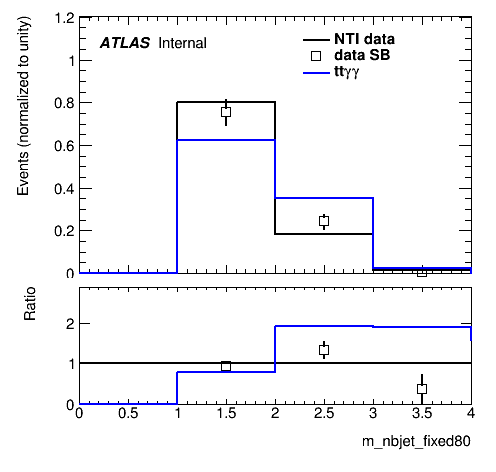 1.2
ATLAS Internal
NTI data
data SB
ttγγ
1
0.8
0.6
0.4
0.2
0
Events (normalized to unity)
2
1
0
Ratio
0 0.5 1 1.5 2 2.5 3 3.5 4
m_nbjet_fixed80